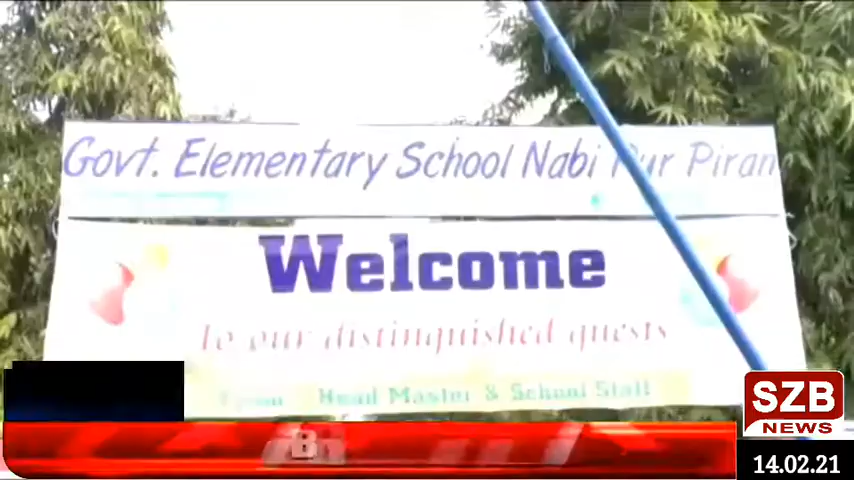 Govt. Elementary School Nabi Pur Piran
Welcome
To our distinguished guests
From Head Master & School Staff
SZB
NEWS
14.02.21